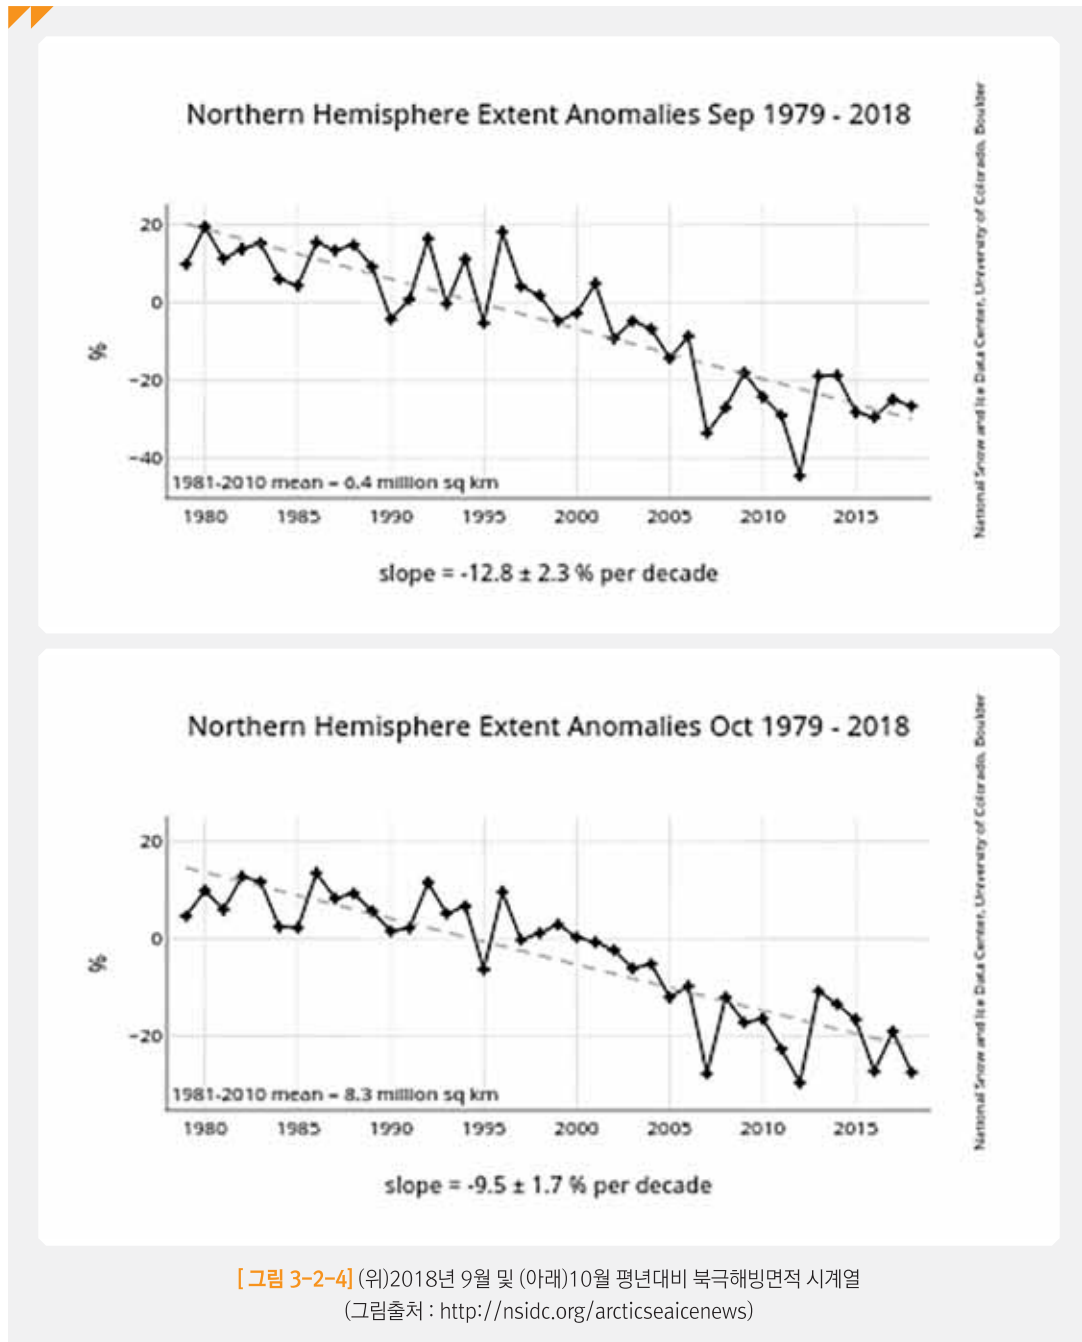 Northern Hemisphere Extent Anomalies Sep 1979 - 2018
National Snow and Ice Data Center, University of Colorado, Boulder
20
0
−20
−40
%
1981-2010 mean = 6.4 million sq km
1980 1985 1990 1995 2000 2005 2010 2015
slope = -12.8 ± 2.3 % per decade
Northern Hemisphere Extent Anomalies Oct 1979 - 2018
National Snow and Ice Data Center, University of Colorado, Boulder
20
0
−20
%
1981-2010 mean = 8.3 million sq km
1980 1985 1990 1995 2000 2005 2010 2015
slope = -9.5 ± 1.7 % per decade
[ 그림 3-2-4] (위)2018년 9월 및 (아래)10월 평년대비 북극해빙면적 시계열
(그림출처 : http://nsidc.org/arcticseaicenews)